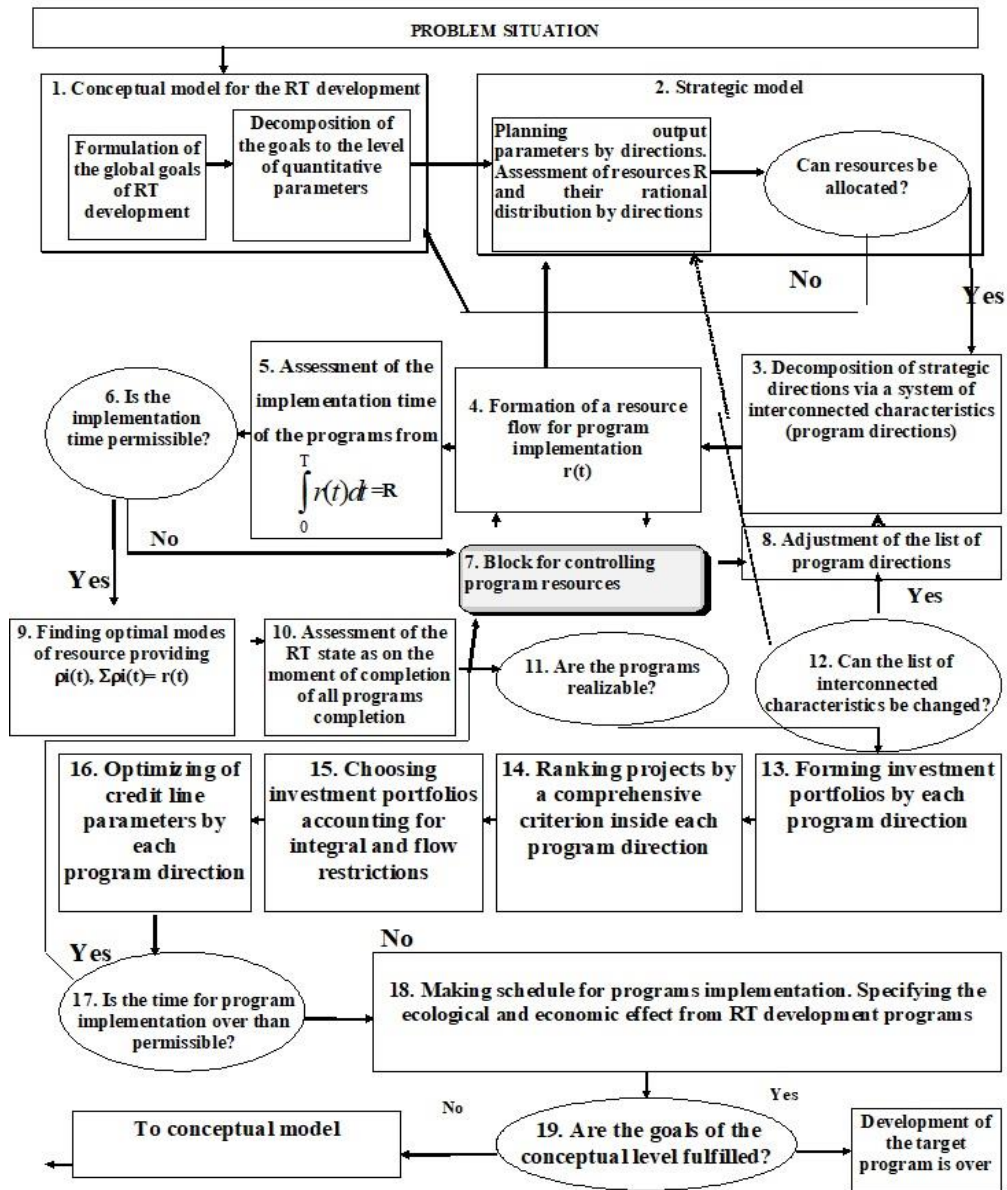 PROBLEM SITUATION
1. Conceptual model for the RT development
Formulation of
the global goals
of RT
development
Decomposition of
the goals to the level
of quantitative
parameters
2. Strategic model
Planning output
parameters by directions.
Assessment of resources R
and their rational
distribution by directions
Can resources be
allocated?
No
Yes
6. Is the
implementation
time permissible?
5. Assessment of the
implementation time
of the programs from
T
∫r(t)dt=R
0
4. Formation of a resource
flow for program
implementation
r(t)
3. Decomposition of strategic
directions via a system of
interconnected characteristics
(program directions)
No
Yes
7. Block for controlling
program resources
8. Adjustment of the list of
program directions
Yes
9. Finding optimal modes
of resource providing
ρi(t), Σρi(t)= r(t)
10. Assessment of the
RT state as on the
moment of completion
of all programs
completion
11. Are the programs
realizable?
12. Can the list of
interconnected
characteristics be changed?
16. Optimizing of
credit line
parameters by
each
program direction
15. Choosing
investment portfolios
accounting for
integral and flow
restrictions
14. Ranking projects by
a comprehensive
criterion inside each
program direction
13. Forming investment
portfolios by each
program direction
Yes
No
17. Is the time for program
implementation over than
permissible?
18. Making schedule for programs implementation. Specifying the
ecological and economic effect from RT development programs
No
Yes
To conceptual model
19. Are the goals of the
conceptual level fulfilled?
Development of
the target
program is over